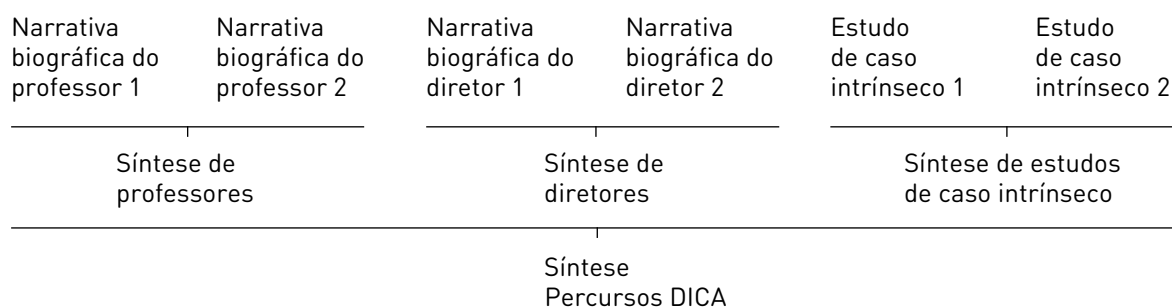 Narrativa
biográfica do
professor 1
Narrativa
biográfica do
professor 2
Narrativa
biográfica do
diretor 1
Narrativa
biográfica do
diretor 2
Estudo
de caso
intrínseco 1
Estudo
de caso
intrínseco 2
Síntese de
professores
Síntese de
diretores
Síntese de estudos
de caso intrínseco
Síntese
Percursos DICA